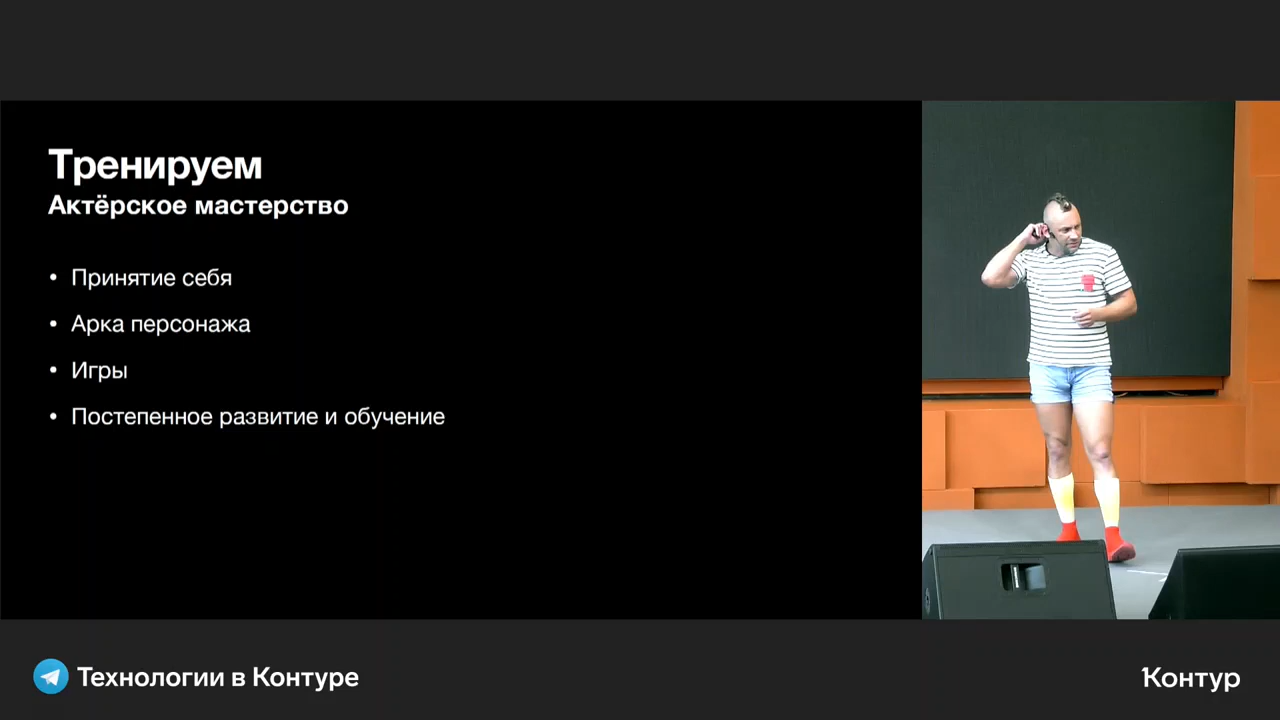 Тренируем
Актёрское мастерство
• Принятие себя
• Арка персонажа
• Игры
• Постепенное развитие и обучение
Технологии в Контуре
Контур